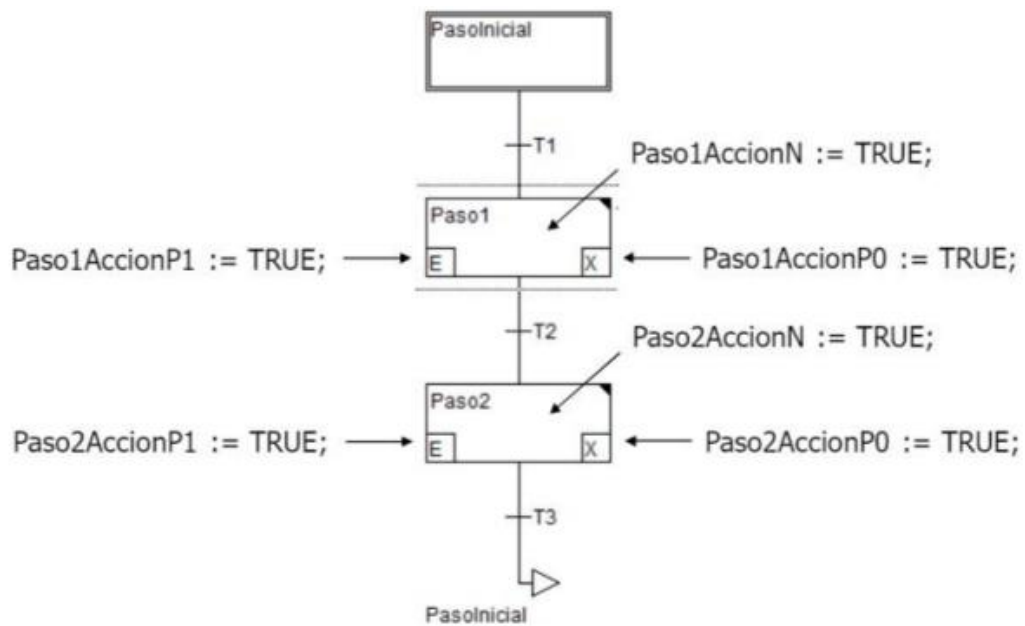 PasoInicial
T1
Paso1AccionN := TRUE;
Paso1
Paso1AccionP1 := TRUE;
E
X
Paso1AccionP0 := TRUE;
T2
Paso2AccionN := TRUE;
Paso2
Paso2AccionP1 := TRUE;
E
X
Paso2AccionP0 := TRUE;
T3
PasoInicial